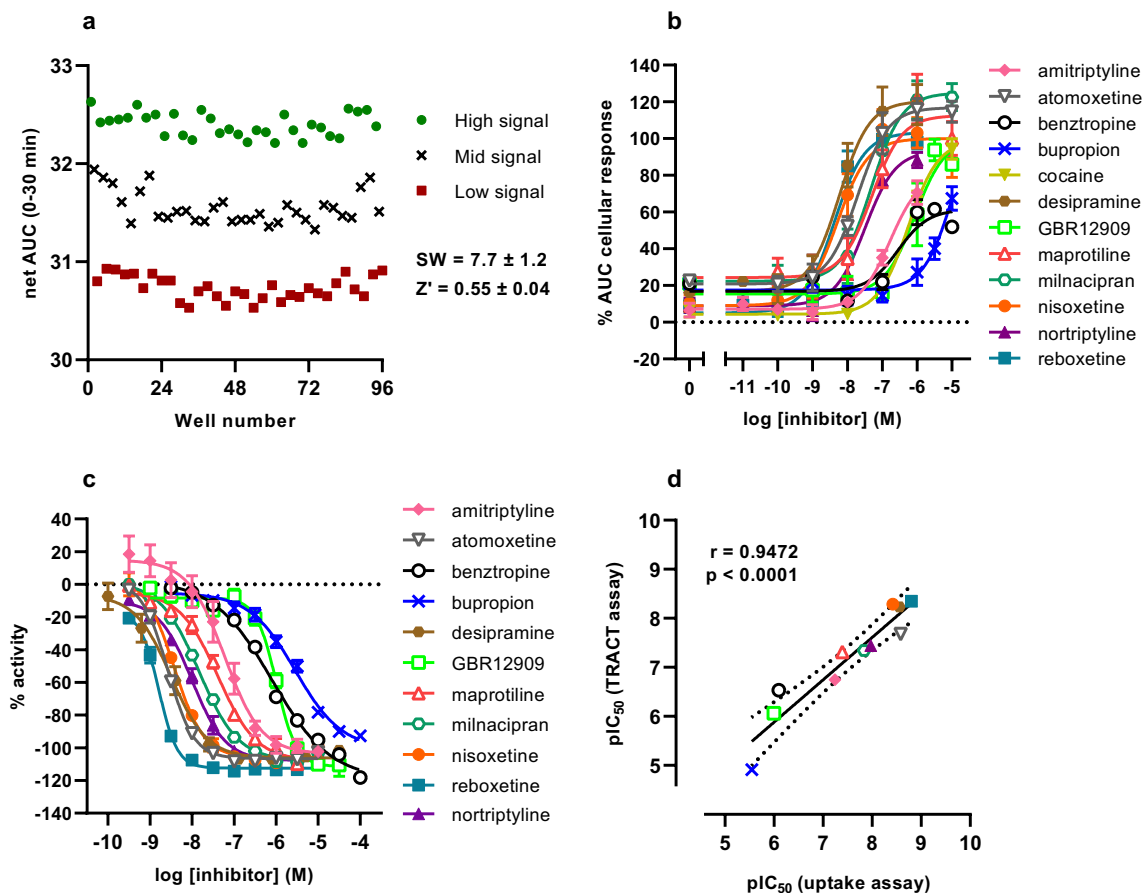 a
33
32
31
30
net AUC (0-30 min)
0
24
48
72
96
Well number
High signal
Mid signal
Low signal
SW = 7.7 ± 1.2
Z' = 0.55 ± 0.04
b
140
120
100
80
60
40
20
0
-20
% AUC cellular response
0
-11
-10
-9
-8
-7
-6
-5
log [inhibitor] (M)
amitriptyline
atomoxetine
benztropine
bupropion
cocaine
desipramine
GBR12909
maprotiline
milnacipran
nisoxetine
nortriptyline
reboxetine
c
40
20
0
-20
-40
-60
-80
-100
-120
-140
% activity
-10
-9
-8
-7
-6
-5
-4
log [inhibitor] (M)
amitriptyline
atomoxetine
benztropine
bupropion
desipramine
GBR12909
maprotiline
milnacipran
nisoxetine
reboxetine
nortriptyline
d
10
9
8
7
6
5
pIC50 (TRACT assay)
r = 0.9472
p < 0.0001
5
6
7
8
9
10
pIC50 (uptake assay)